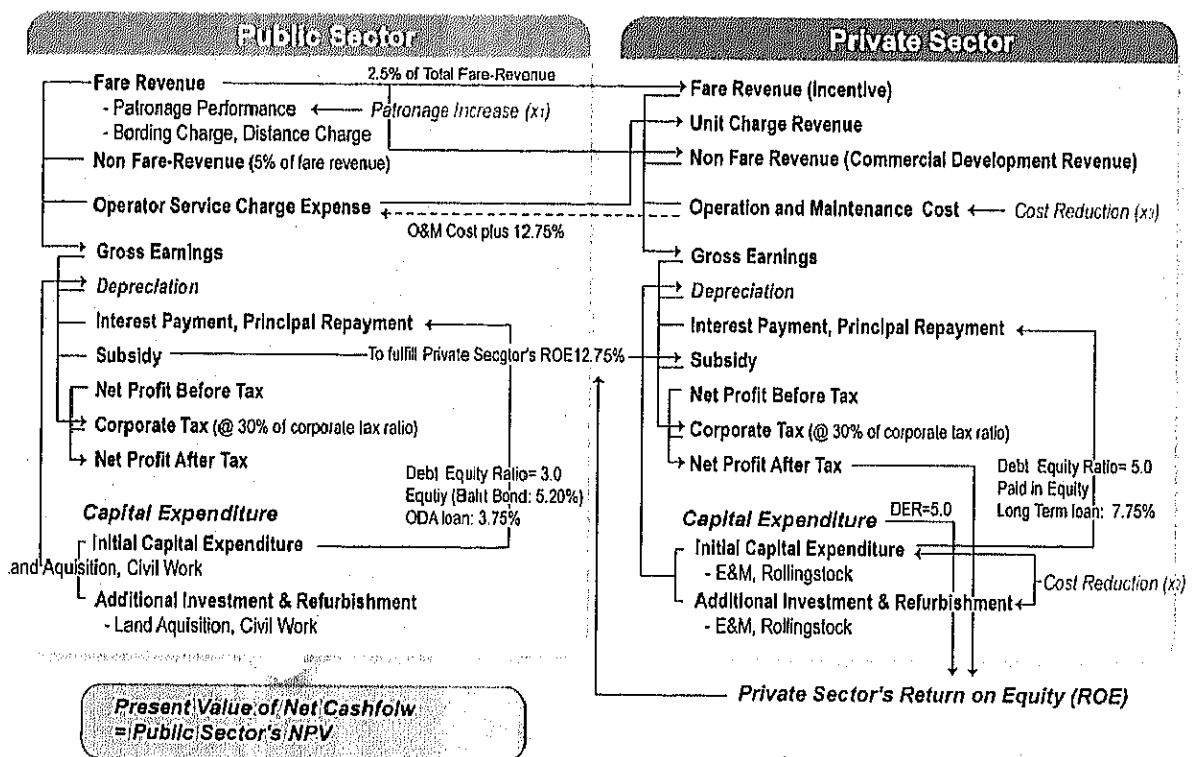 Public Sector
Fare Revenue
2.5% of Total Fare-Revenue
- Patronage Performance
Patronage Increase (x1)
- Bording Charge, Distance Charge
Non Fare-Revenue (5% of fare revenue)
Operator Service Charge Expense
O&M Cost plus 12.75%
Gross Earnings
Depreciation
Interest Payment, Principal Repayment
Subsidy
To fulfill Private Secgtor's ROE12.75%
Net Profit Before Tax
Corporate Tax (@ 30% of corporate tax ratio)
Net Profit After Tax
Debt Equity Ratio= 3.0
Equtiy (Baht Bond: 5.20%)
ODA loan: 3.75%
Capital Expenditure
Initial Capital Expenditure
and Aquisition, Civil Work
Additional Investment & Refurbishment
- Land Aquisition, Civil Work
Present Value of Net Cashfolw
= Public Sector's NPV
Private Sector
Fare Revenue (Incentive)
Unit Charge Revenue
Non Fare Revenue (Commercial Development Revenue)
Operation and Maintenance Cost
Cost Reduction (x3)
Gross Earnings
Depreciation
Interest Payment, Principal Repayment
Subsidy
Net Profit Before Tax
Corporate Tax (@ 30% of corporate tax ratio)
Net Profit After Tax
Debt Equity Ratio= 5.0
Paid in Equity
Long Term loan: 7.75%
DER=5.0
Capital Expenditure
Initial Capital Expenditure
- E&M, Rollingstock
Cost Reduction (x2)
Additional Investment & Refurbishment
- E&M, Rollingstock
Private Sector's Return on Equity (ROE)